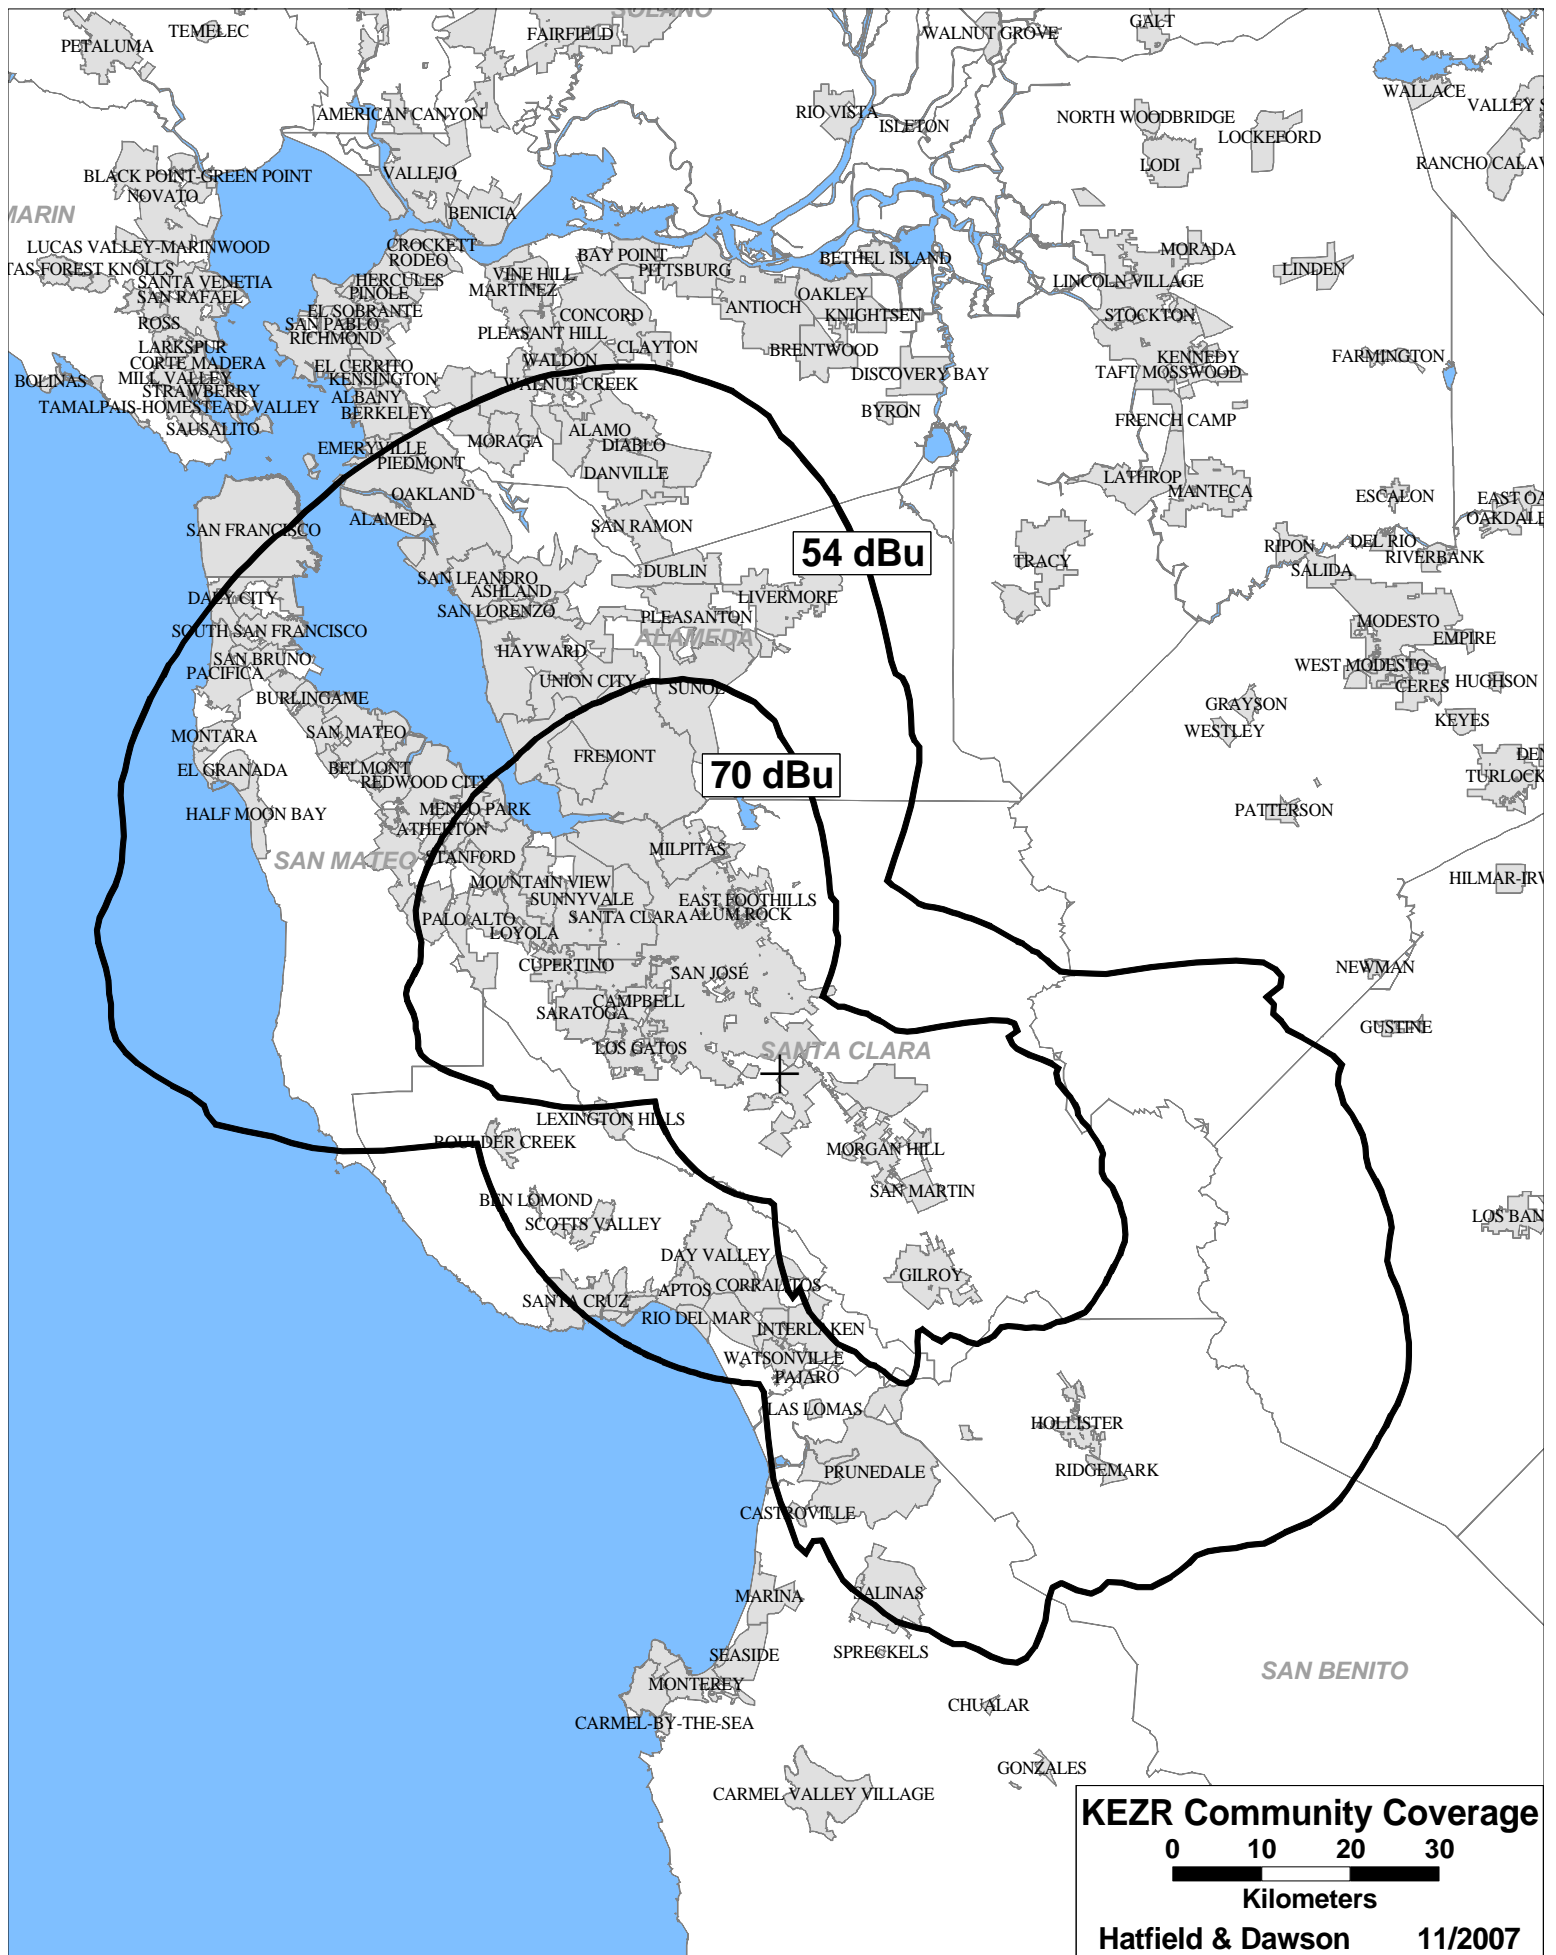 SOLANO
PETALUMA
TEMELEC
FAIRFIELD
WALNUT GROVE
GALT
WALLACE
VALLEY S
AMERICAN CANYON
RIO VISTA
ISLETON
NORTH WOODBRIDGE
LOCKEFORD
LODI
RANCHO CALAV
BLACK POINT-GREEN POINT
NOVATO
VALLEJO
BENICIA
MARIN
LUCAS VALLEY-MARINWOOD
CROCKETT
RODEO
BAY POINT
PITTSBURG
BETHEL ISLAND
MORADA
TAS-FOREST KNOLLS
SANTA VENETIA
SAN RAFAEL
HERCULES
PINOLE
VINE HILL
MARTINEZ
LINCOLN VILLAGE
LINDEN
OAKLEY
ANTIOCH
KNIGHTSEN
EL SOBRANTE
SAN PABLO
RICHMOND
CONCORD
STOCKTON
ROSS
LARKSPUR
CORTE MADERA
MILL VALLEY
STRAWBERRY
TAMALPAIS-HOMESTEAD VALLEY
SAUSALITO
BOLINAS
PLEASANT HILL
CLAYTON
WALDON
WALNUT CREEK
BRENTWOOD
DISCOVERY BAY
BYRON
KENNEDY
TAFT MOSSWOOD
FARMINGTON
EL CERRITO
KENSINGTON
ALBANY
BERKELEY
EMERYVILLE
PIEDMONT
MORAGA
ALAMO
DIABLO
DANVILLE
FRENCH CAMP
LATHROP
MANTECA
ESCALON
EAST OA
OAKDALE
OAKLAND
ALAMEDA
SAN FRANCISCO
SAN RAMON
54 dBu
TRACY
RIPON
DEL RIO
RIVERBANK
SALIDA
DUBLIN
LIVERMORE
SAN LEANDRO
ASHLAND
SAN LORENZO
DALY CITY
PLEASANTON
ALAMEDA
SOUTH SAN FRANCISCO
SAN BRUNO
PACIFICA
HAYWARD
UNION CITY
SUNOL
MODESTO
EMPIRE
WEST MODESTO
CERES
HUGHSON
GRAYSON
WESTLEY
KEYES
BURLINGAME
MONTARA
SAN MATEO
EL GRANADA
BELMONT
REDWOOD CITY
FREMONT
70 dBu
DEN
TURLOCK
PATTERSON
HALF MOON BAY
MENLO PARK
ATHERTON
SAN MATEO
STANFORD
MILPITAS
HILMAR-IRV
MOUNTAIN VIEW
SUNNYVALE
EAST FOOTHILLS
SANTA CLARA
ALUM ROCK
PALO ALTO
LOYOLA
CUPERTINO
SAN JOSÉ
NEWMAN
CAMPBELL
SARATOGA
GUSTINE
LOS GATOS
SANTA CLARA
LEXINGTON HILLS
BOULDER CREEK
MORGAN HILL
SAN MARTIN
BEN LOMOND
SCOTTS VALLEY
LOS BAN
DAY VALLEY
GILROY
APTOS
CORRALITOS
SANTA CRUZ
RIO DEL MAR
INTERLAKEN
WATSONVILLE
PAJARO
LAS LOMAS
HOLLISTER
PRUNEDALE
RIDGEMARK
CASTROVILLE
MARINA
SALINAS
SEASIDE
SPRECKELS
MONTEREY
SAN BENITO
CHUALAR
CARMEL-BY-THE-SEA
GONZALES
CARMEL VALLEY VILLAGE
KEZR Community Coverage
0 10 20 30
Kilometers
Hatfield & Dawson 11/2007